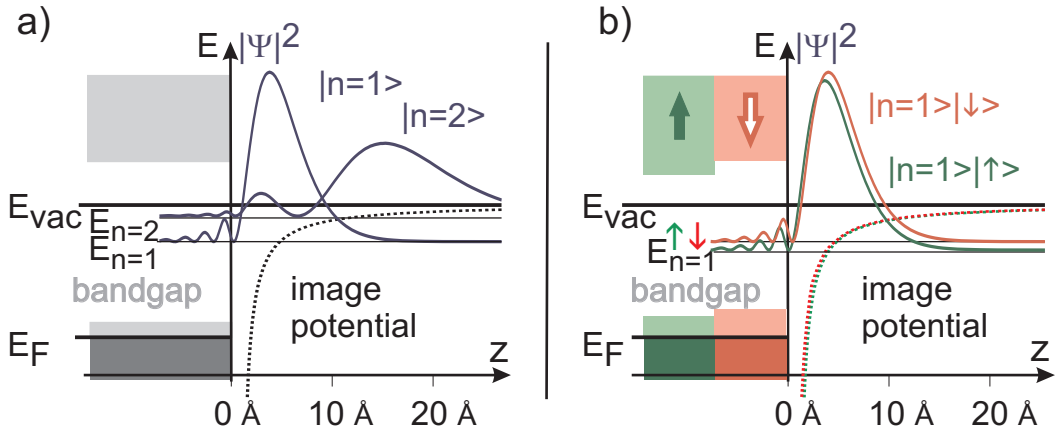 a)
E
|Ψ|²
|n=1>
|n=2>
E_vac
E_n=2
E_n=1
bandgap
image
potential
E_F
z
0 Å
10 Å
20 Å
b)
E
|Ψ|²
|n=1>|↓>
|n=1>|↑>
E_vac
↑ ↓
E_n=1
bandgap
image
potential
E_F
z
0 Å
10 Å
20 Å